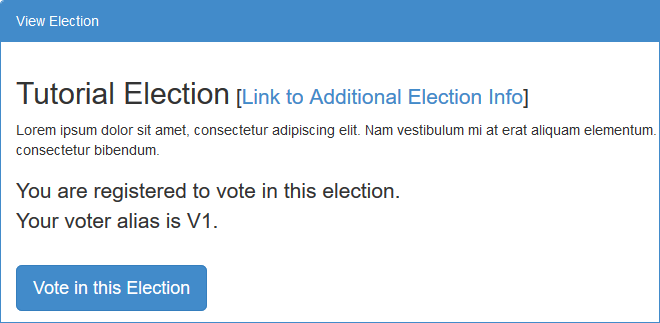 View Election
Tutorial Election [Link to Additional Election Info]
Lorem ipsum dolor sit amet, consectetur adipiscing elit. Nam vestibulum mi at erat aliquam elementum.
consectetur bibendum.
You are registered to vote in this election.
Your voter alias is V1.
Vote in this Election